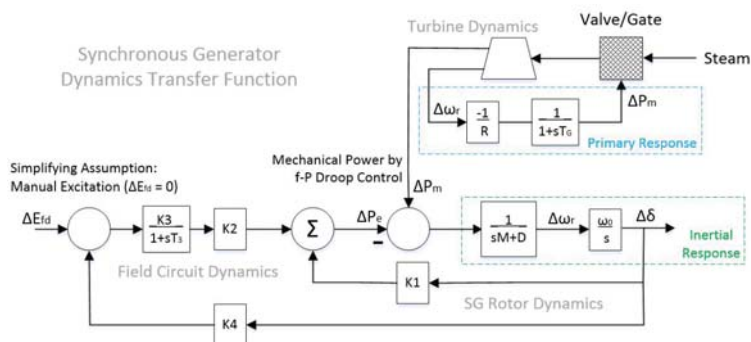 Synchronous Generator
Dynamics Transfer Function
Turbine Dynamics
Valve/Gate
Steam
Δωr
-1
R
1
1+sTG
ΔPm
Primary Response
Simplifying Assumption:
Manual Excitation (ΔEfd = 0)
Mechanical Power by
f-P Droop Control
ΔPm
ΔEfd
K3
1+sT3
K2
Σ
ΔPe
1
sM+D
Δωr
ω0
s
Δδ
Inertial
Response
Field Circuit Dynamics
K1
SG Rotor Dynamics
K4